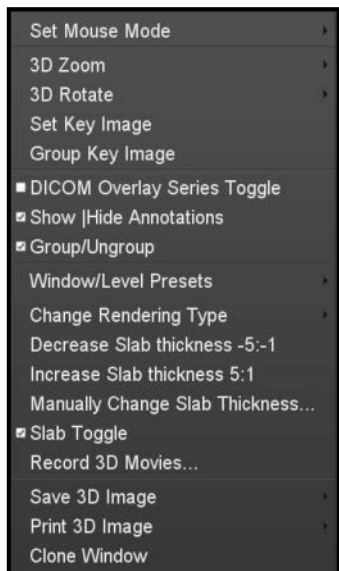 Set Mouse Mode
3D Zoom
3D Rotate
Set Key Image
Group Key Image
DICOM Overlay Series Toggle
Show |Hide Annotations
Group/Ungroup
Window/Level Presets
Change Rendering Type
Decrease Slab thickness -5:-1
Increase Slab thickness 5:1
Manually Change Slab Thickness...
Slab Toggle
Record 3D Movies...
Save 3D Image
Print 3D Image
Clone Window